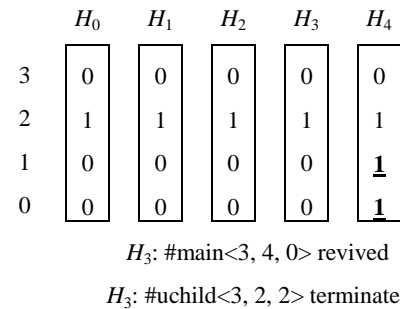 H₀ H₁ H₂ H₃ H₄
3 0 0 0 0 0
2 1 1 1 1 1
1 0 0 0 0 1
0 0 0 0 0 1
H₃: #main<3, 4, 0> revived
H₃: #uchild<3, 2, 2> terminate